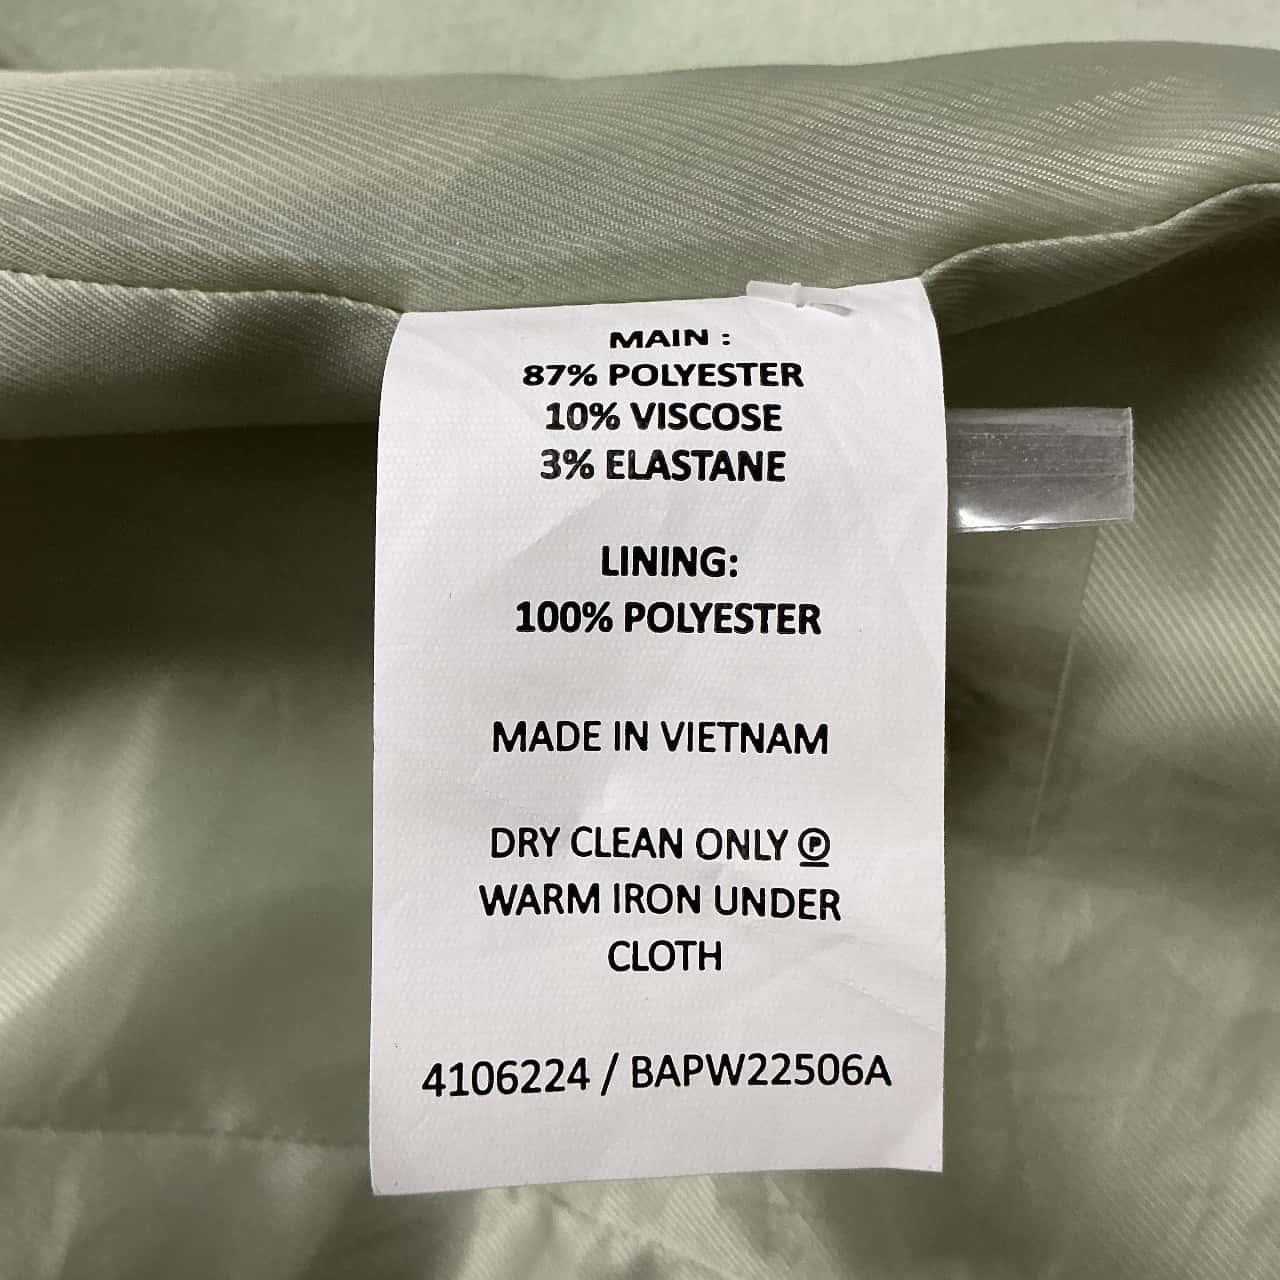 MAIN :
87% POLYESTER
10% VISCOSE
3% ELASTANE
LINING:
100% POLYESTER
MADE IN VIETNAM
DRY CLEAN ONLY Ⓟ
WARM IRON UNDER
CLOTH
4106224 / BAPW22506A